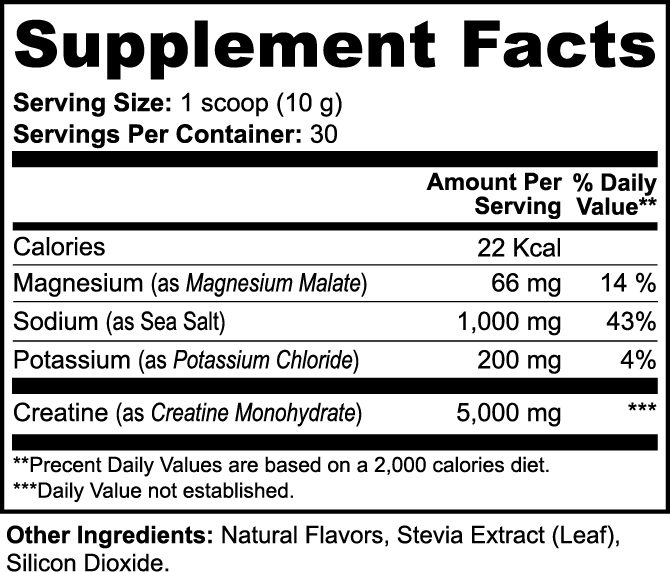 Supplement Facts
Serving Size: 1 scoop (10 g)
Servings Per Container: 30
Amount Per Serving % Daily Value**
Calories 22 Kcal
Magnesium (as Magnesium Malate) 66 mg 14 %
Sodium (as Sea Salt) 1,000 mg 43%
Potassium (as Potassium Chloride) 200 mg 4%
Creatine (as Creatine Monohydrate) 5,000 mg ***
**Precent Daily Values are based on a 2,000 calories diet.
***Daily Value not established.
Other Ingredients: Natural Flavors, Stevia Extract (Leaf),
Silicon Dioxide.